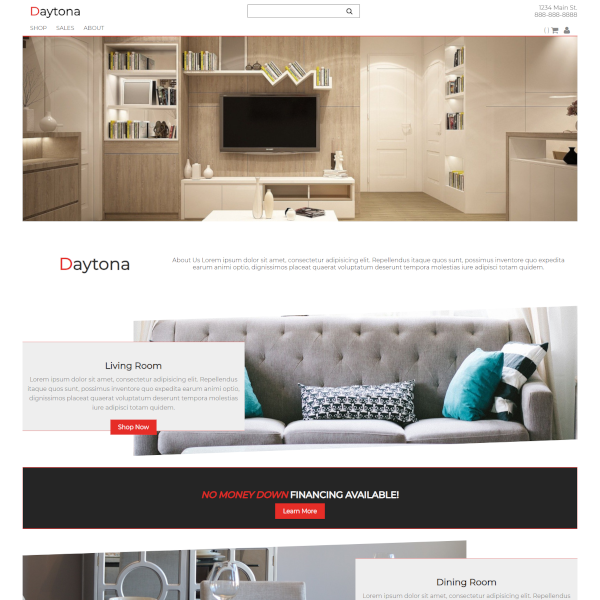 Daytona
1234 Main St.
888-888-8888
SHOP SALES ABOUT
( )
Daytona
About Us Lorem ipsum dolor sit amet, consectetur adipisicing elit. Repellendus itaque quos sunt, possimus inventore quo expedita
earum animi optio, dignissimos placeat quaerat voluptatum deserunt tempora molestias iure adipisci totam quidem.
Living Room
Lorem ipsum dolor sit amet, consectetur adipisicing elit. Repellendus
itaque quos sunt, possimus inventore quo expedita earum animi optio,
dignissimos placeat quaerat voluptatum deserunt tempora molestias
iure adipisci totam quidem.
Shop Now
NO MONEY DOWN FINANCING AVAILABLE!
Learn More
Dining Room
Lorem ipsum dolor sit amet, consectetur adipisicing elit. Repellendus